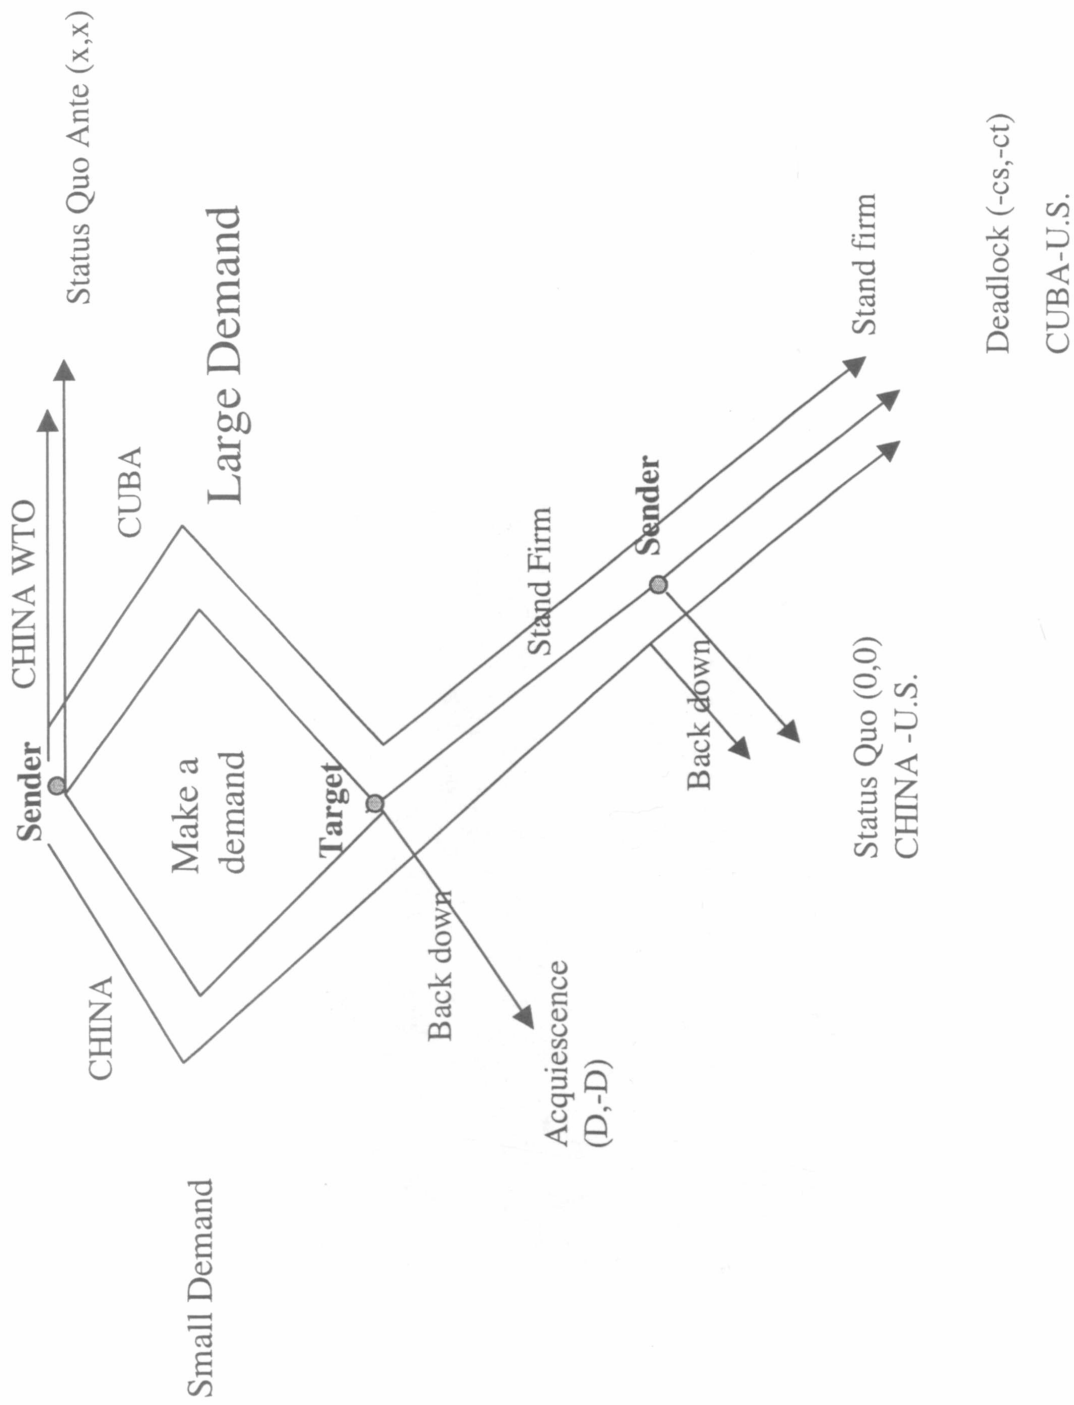 CHINA WTO
Sender
Status Quo Ante (x,x)
CHINA
CUBA
Make a
demand
Small Demand
Large Demand
Target
Back down
Stand Firm
Acquiescence
(D,-D)
Sender
Back down
Stand firm
Status Quo (0,0)
CHINA -U.S.
Deadlock (-cs,-ct)
CUBA-U.S.